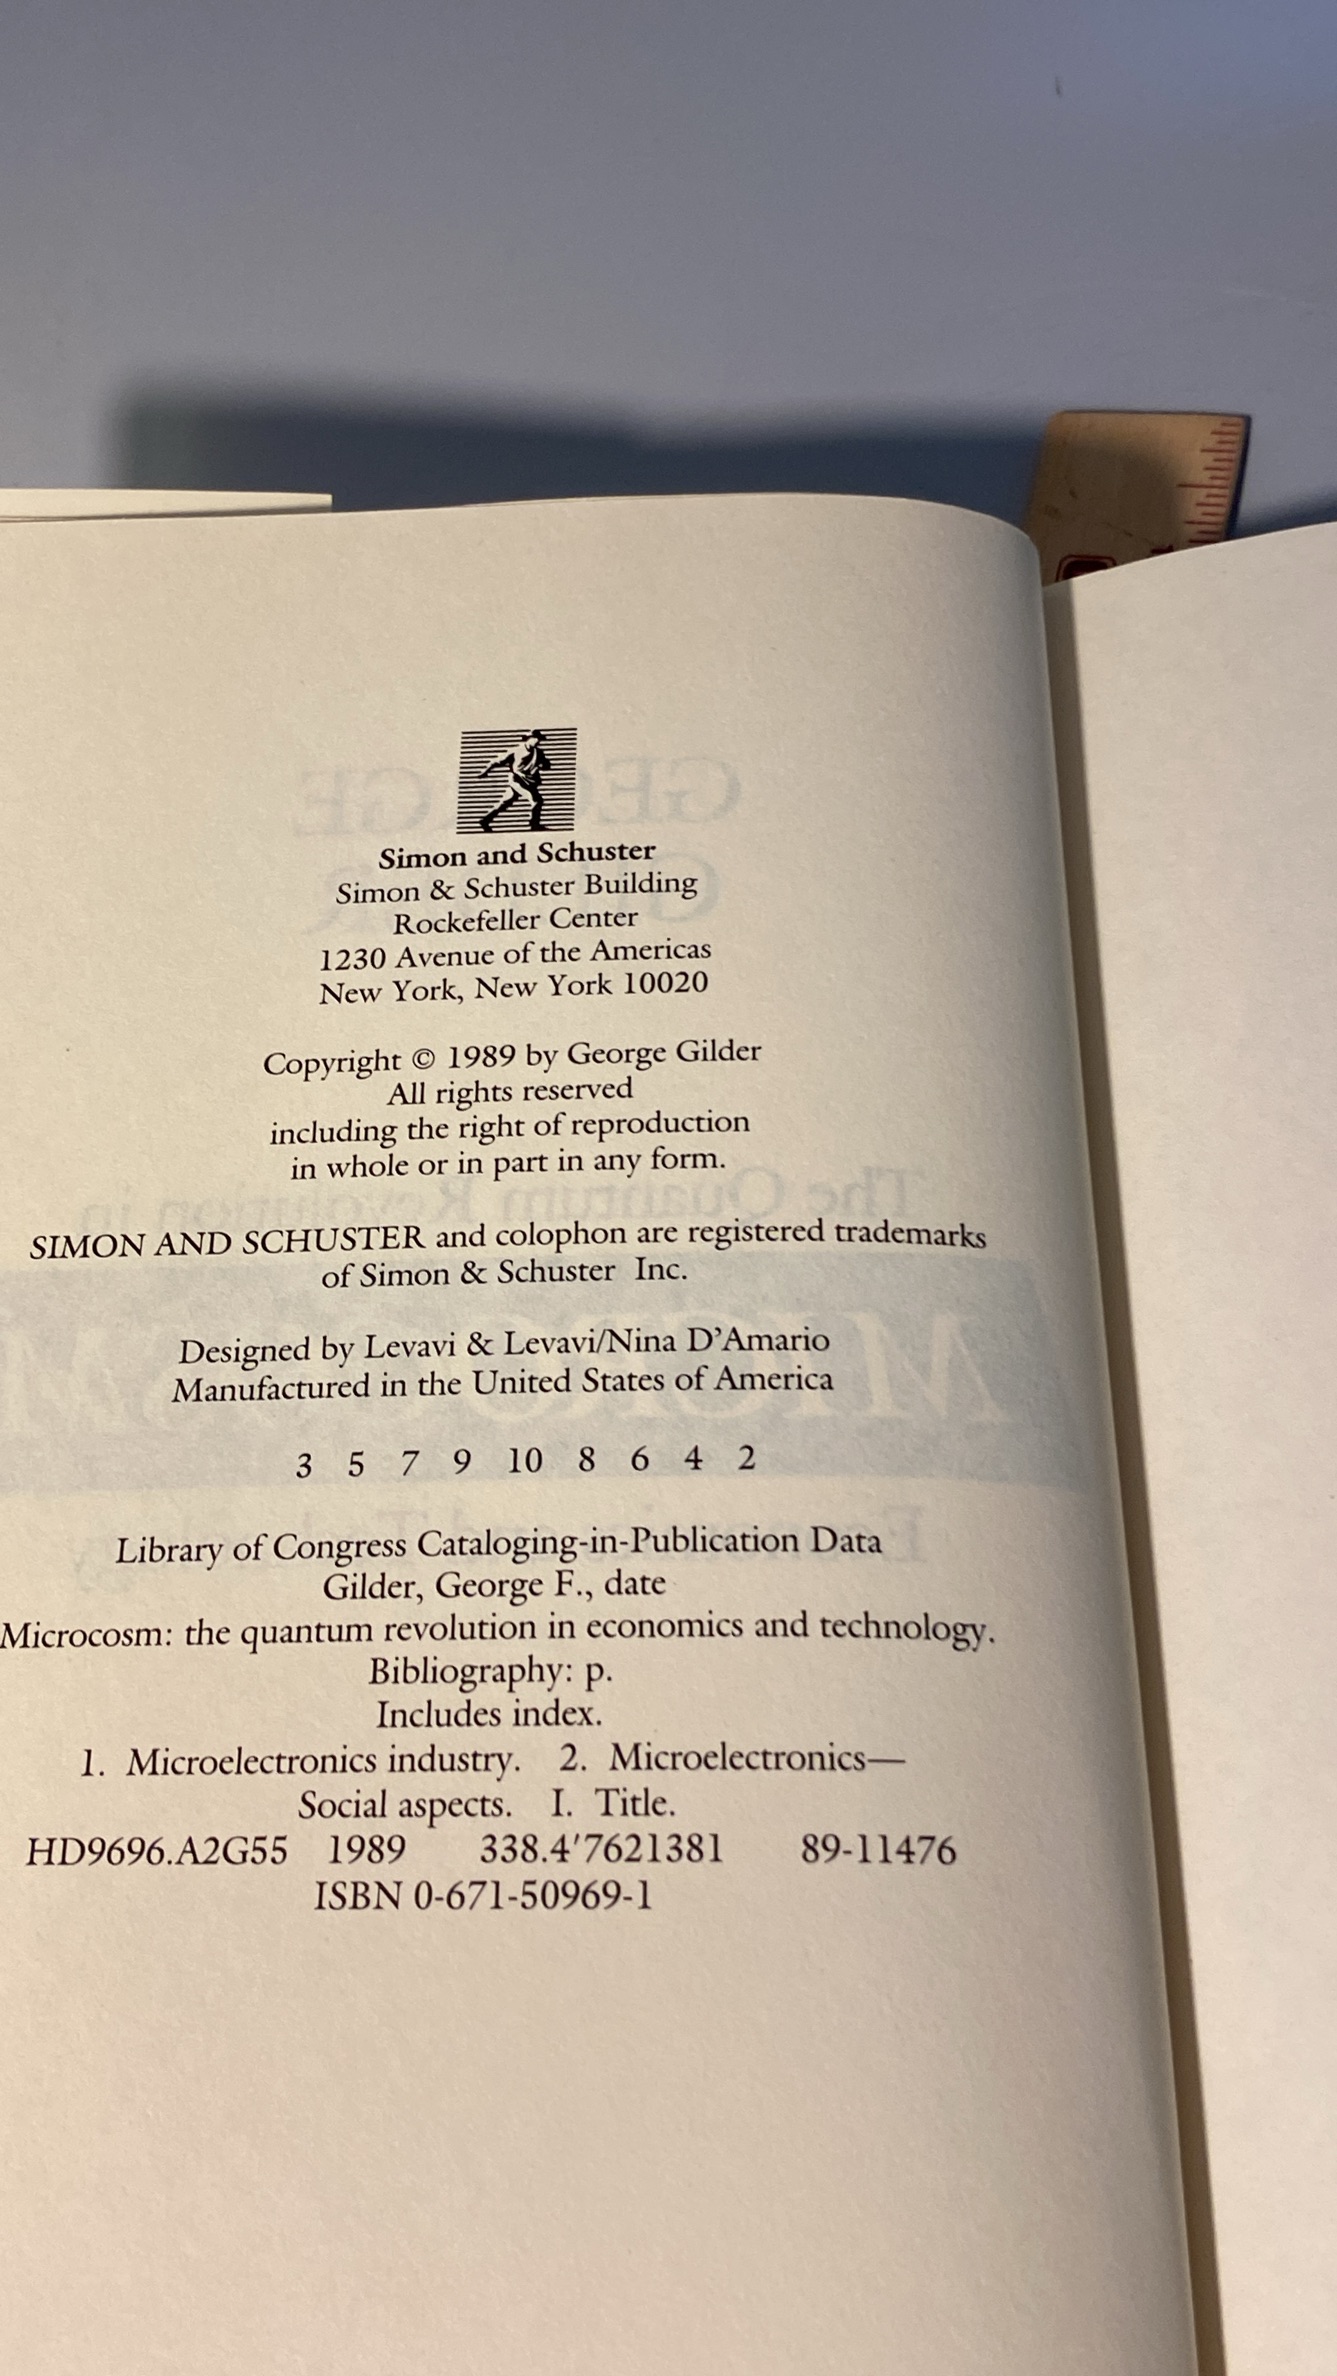 Simon and Schuster
Simon & Schuster Building
Rockefeller Center
1230 Avenue of the Americas
New York, New York 10020
Copyright © 1989 by George Gilder
All rights reserved
including the right of reproduction
in whole or in part in any form.
SIMON AND SCHUSTER and colophon are registered trademarks
of Simon & Schuster Inc.
Designed by Levavi & Levavi/Nina D'Amario
Manufactured in the United States of America
3 5 7 9 10 8 6 4 2
Library of Congress Cataloging-in-Publication Data
Gilder, George F., date
Microcosm: the quantum revolution in economics and technology.
Bibliography: p.
Includes index.
1. Microelectronics industry. 2. Microelectronics—
Social aspects. I. Title.
HD9696.A2G55 1989 338.4'7621381 89-11476
ISBN 0-671-50969-1